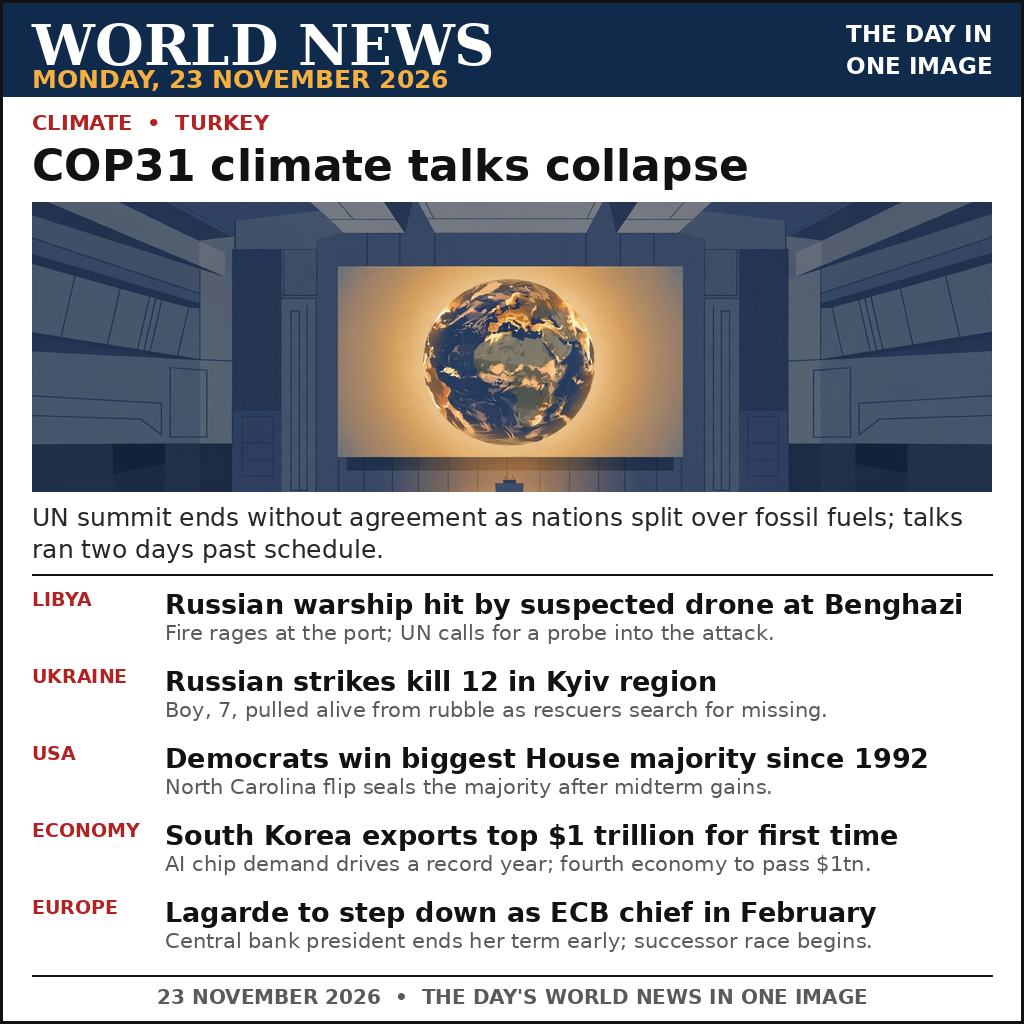 WORLD NEWS
MONDAY, 23 NOVEMBER 2026
THE DAY IN
ONE IMAGE
CLIMATE • TURKEY
COP31 climate talks collapse
UN summit ends without agreement as nations split over fossil fuels; talks
ran two days past schedule.
LIBYA
Russian warship hit by suspected drone at Benghazi
Fire rages at the port; UN calls for a probe into the attack.
UKRAINE
Russian strikes kill 12 in Kyiv region
Boy, 7, pulled alive from rubble as rescuers search for missing.
USA
Democrats win biggest House majority since 1992
North Carolina flip seals the majority after midterm gains.
ECONOMY
South Korea exports top $1 trillion for first time
AI chip demand drives a record year; fourth economy to pass $1tn.
EUROPE
Lagarde to step down as ECB chief in February
Central bank president ends her term early; successor race begins.
23 NOVEMBER 2026 • THE DAY'S WORLD NEWS IN ONE IMAGE